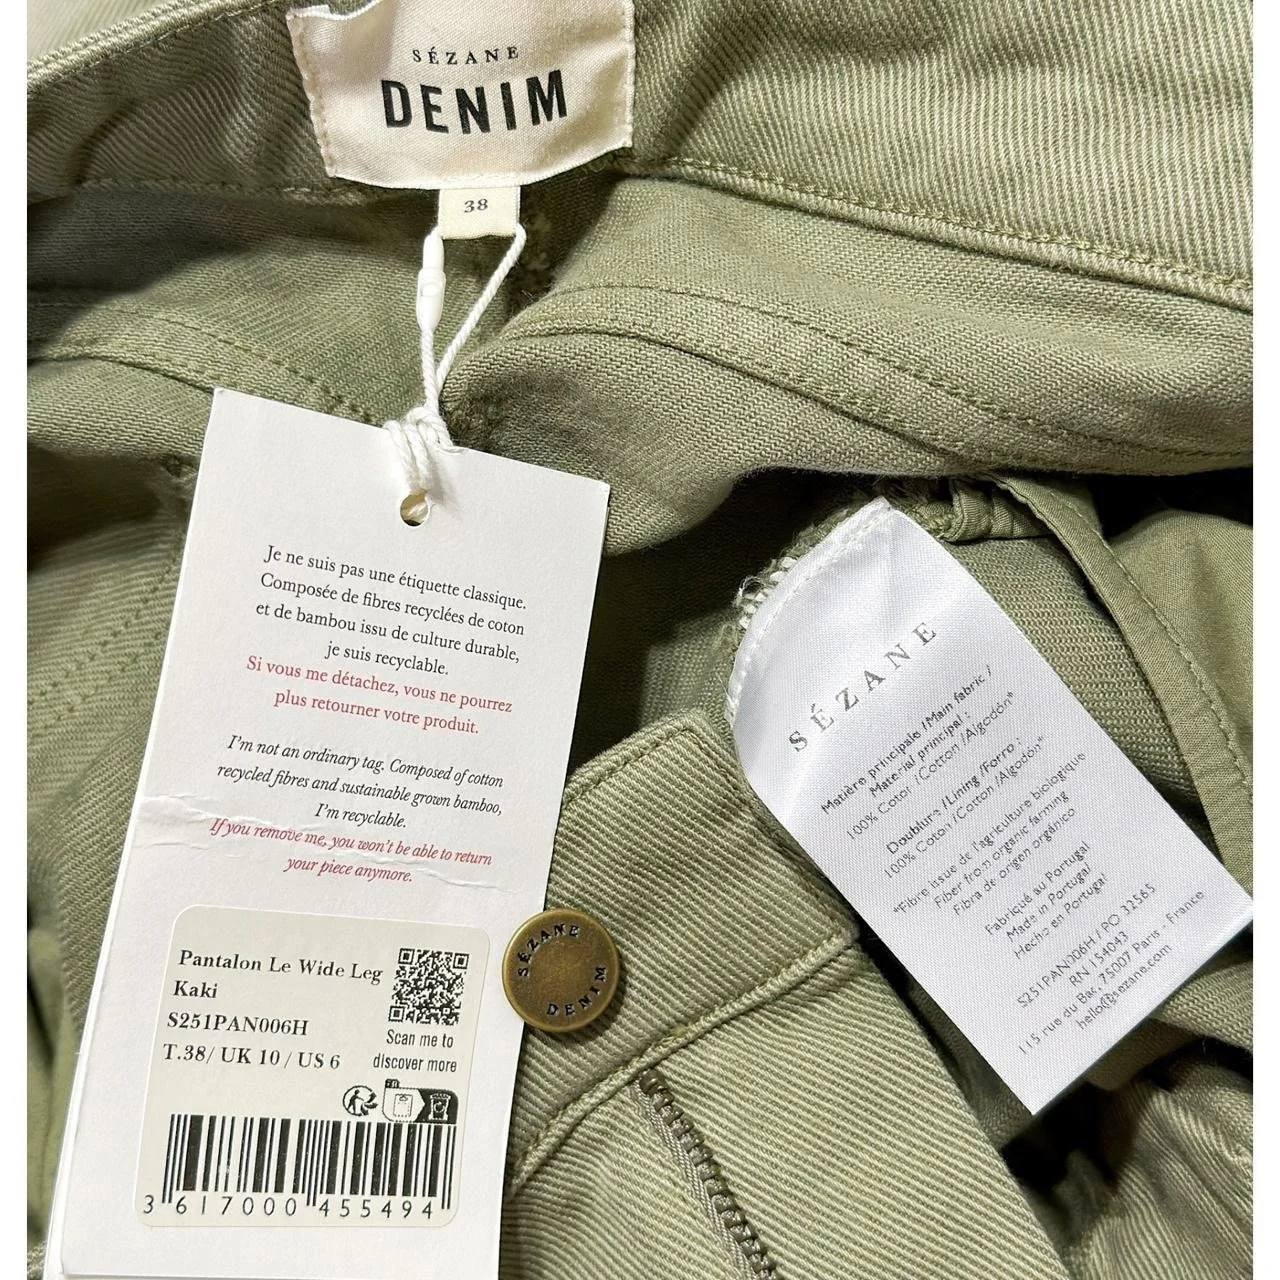 SÉZANE
DENIM
38
Je ne suis pas une étiquette classique.
Composée de fibres recyclées de coton
et de bambou issu de culture durable,
je suis recyclable.
Si vous me détachez, vous ne pourrez
plus retourner votre produit.
I'm not an ordinary tag. Composed of cotton
recycled fibres and sustainable grown bamboo,
I'm recyclable.
If you remove me, you won't be able to return
your piece anymore.
Pantalon Le Wide Leg
Kaki
S251PAN006H
T.38/ UK 10 / US 6
Scan me to
discover more
FR
3 617000 455494
SÉZANE
DENIM
SÉZANE
Matière principale /Main fabric /
Material principal :
100% Coton /Cotton /Algodón*
Doublure /Lining /Forro :
100% Coton /Cotton /Algodón*
*Fibre issue de l'agriculture biologique
Fiber from organic farming
Fibra de origen orgánico
Fabriqué au Portugal
Made in Portugal
Hecho en Portugal
S251PAN006H / PO 32565
RN 154043
115 rue du Bac, 75007 Paris - France
hello@sezane.com